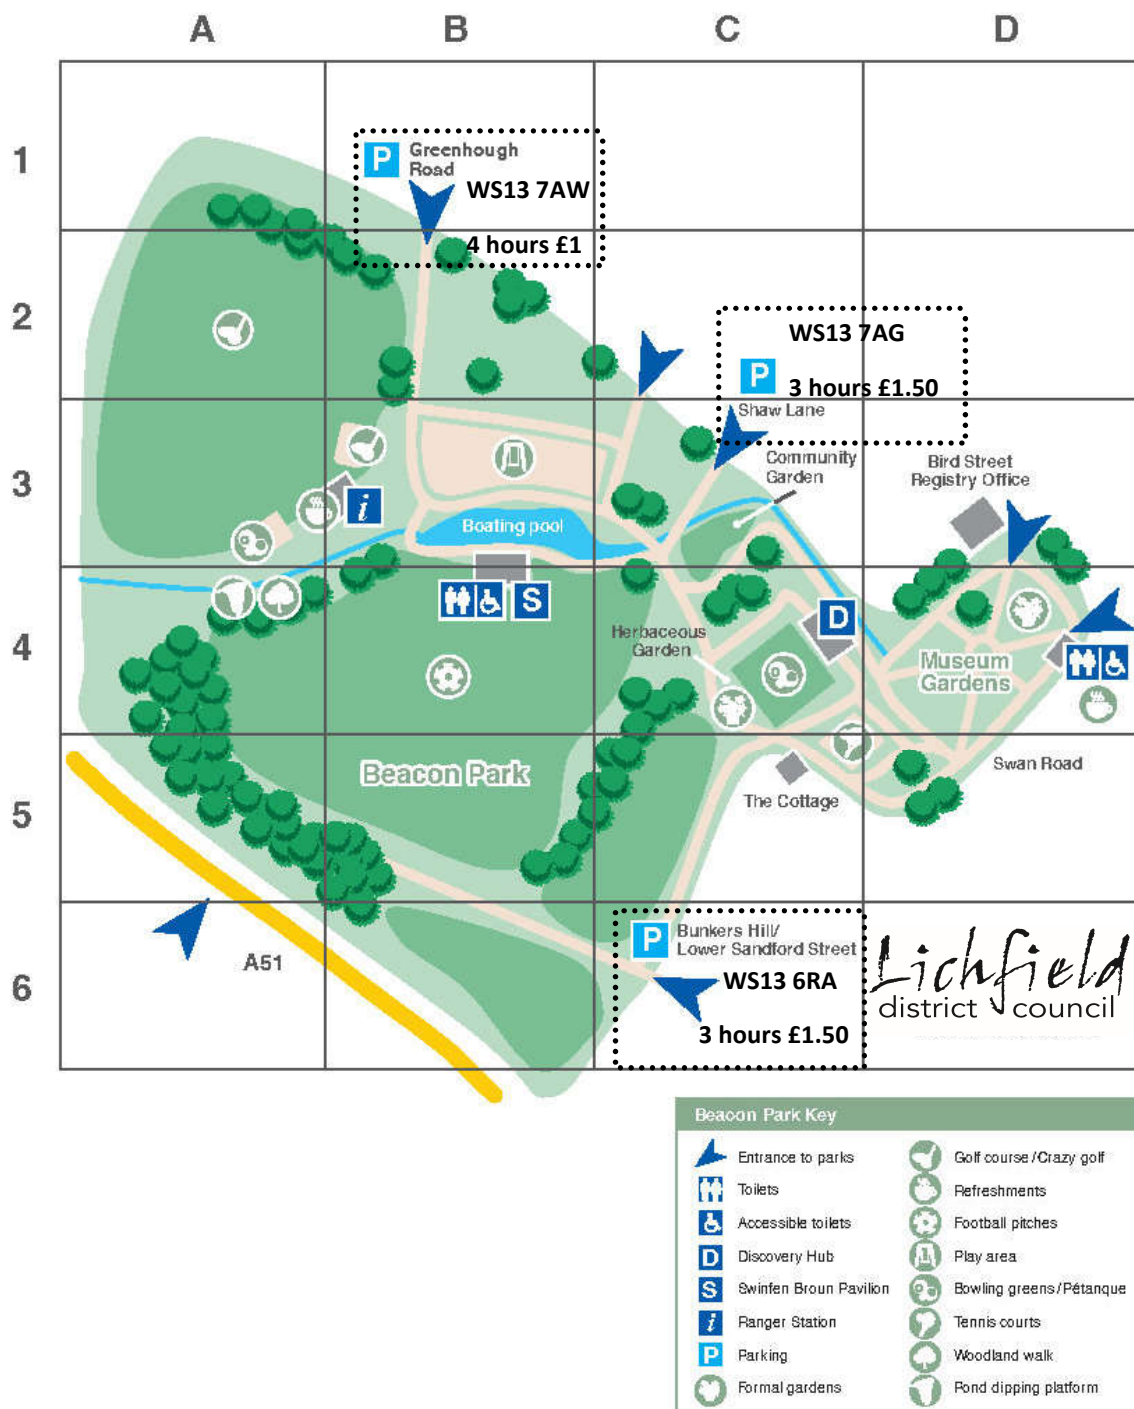 A B C D
1
2
3
4
5
6
P Greenhough
Road
WS13 7AW
4 hours £1
WS13 7AG
P 3 hours £1.50
Shaw Lane
Community
Garden
Bird Street
Registry Office
i
Boating pool
S
D
Herbaceous
Garden
Museum
Gardens
Beacon Park
The Cottage
Swan Road
A51
P Bunkers Hill/
Lower Sandford Street
WS13 6RA
3 hours £1.50
Lichfield
district council
Beacon Park Key
Entrance to parks
Toilets
Accessible toilets
D Discovery Hub
S Swinfen Broun Pavilion
i Ranger Station
P Parking
Formal gardens
Golf course/Crazy golf
Refreshments
Football pitches
Play area
Bowling greens/Pétanque
Tennis courts
Woodland walk
Pond dipping platform